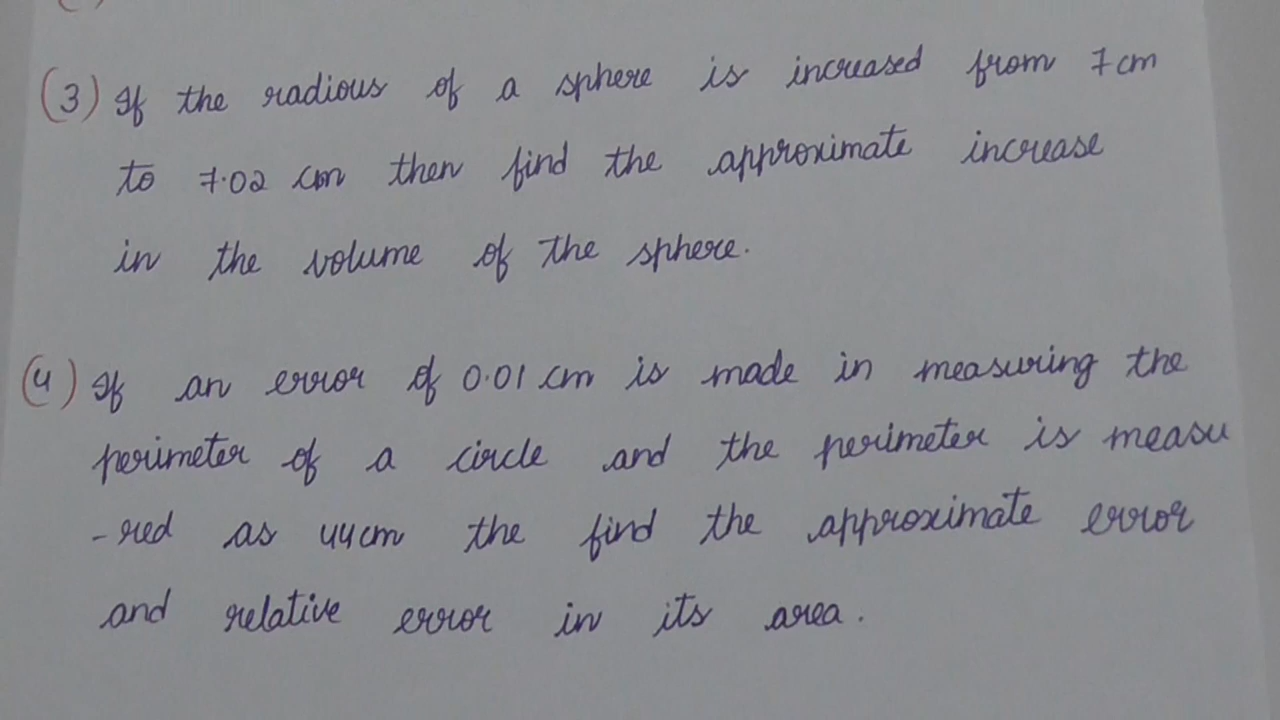 (3) If the radious of a sphere is increased from 7cm
to 7.02 cm then find the approximate increase
in the volume of the sphere.
(4) If an error of 0.01 cm is made in measuring the
perimeter of a circle and the perimeter is measu
-red as 44cm the find the approximate error
and relative error in its area.